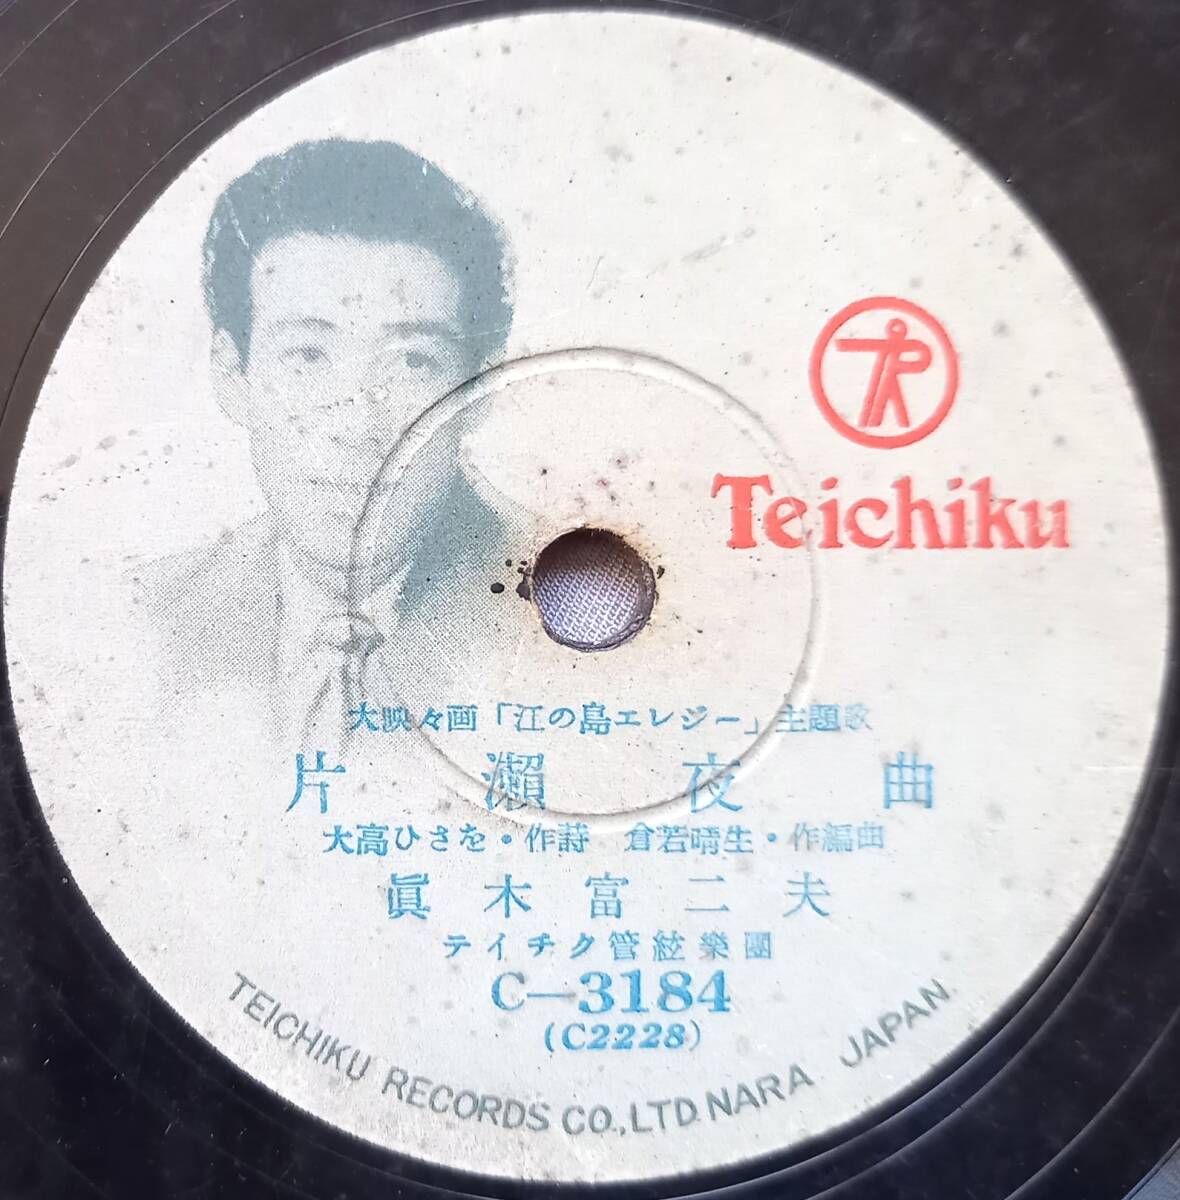 Teichiku
大映々画「江の島エレジー」主題歌
片瀬夜曲
大高ひさを・作詩 倉若晴生・作編曲
眞木富二夫
テイチク管絃樂團
C-3184
(C2228)
TEICHIKU RECORDS CO., LTD. NARA JAPAN.